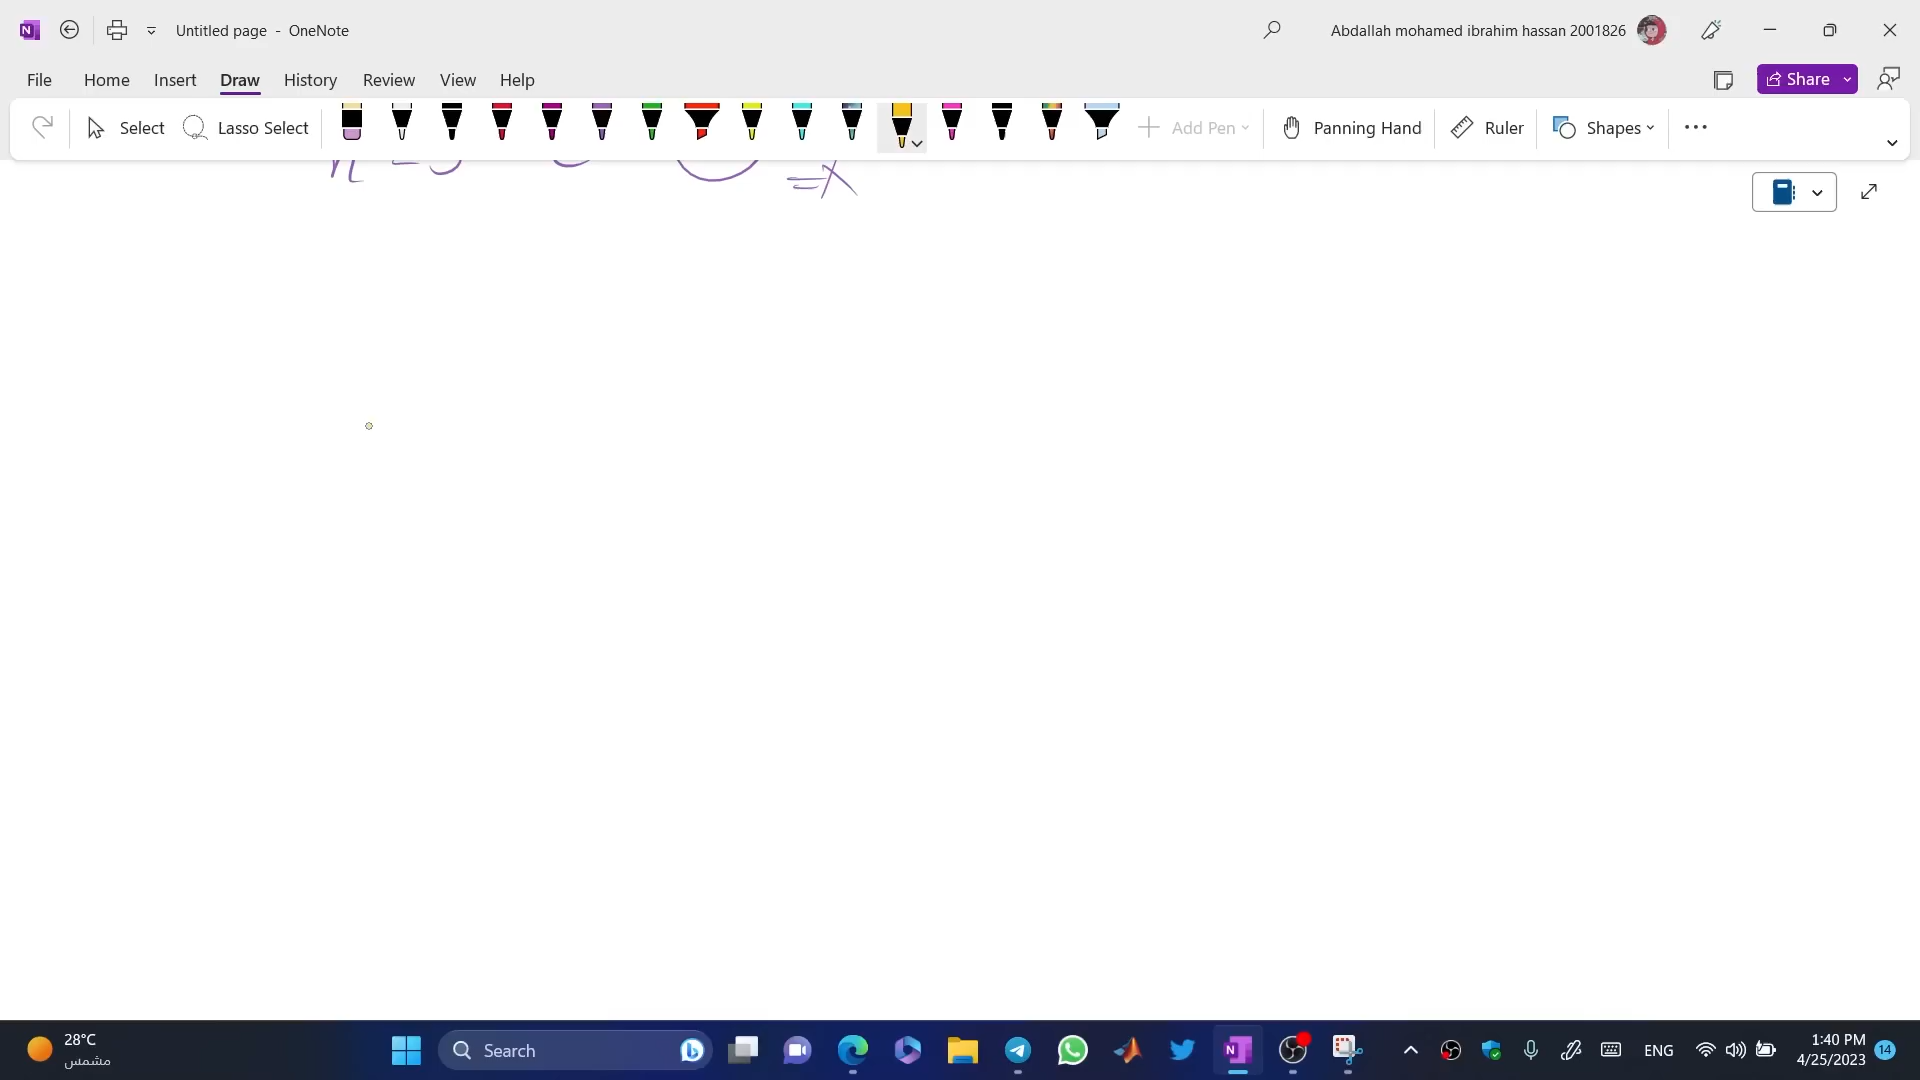 Untitled page - OneNote
Abdallah mohamed ibrahim hassan 2001826
File Home Insert Draw History Review View Help
Share
Select Lasso Select Add Pen Panning Hand Ruler Shapes
=X
28°C
مشمس
Search
ENG
1:40 PM
4/25/2023
14